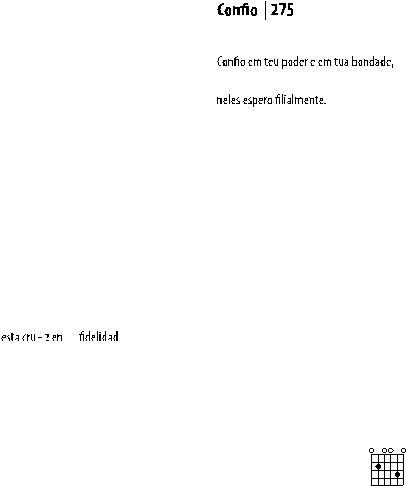 Confio | 275
Confio em teu poder e em tua bondade,
neles espero filialmente.
esta cru - z en fidelidad